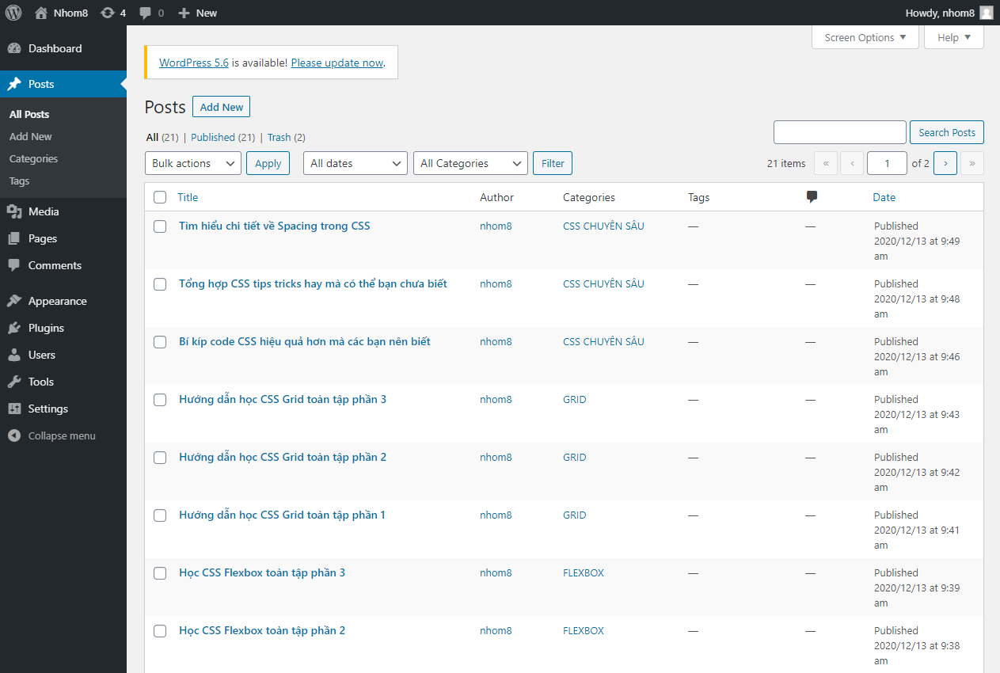 Nhom8 4 0 New Howdy, nhom8
Screen Options Help
Dashboard
Posts
All Posts
Add New
Categories
Tags
Media
Pages
Comments
Appearance
Plugins
Users
Tools
Settings
Collapse menu
WordPress 5.6 is available! Please update now.
Posts Add New
All (21) | Published (21) | Trash (2)
Search Posts
Bulk actions Apply All dates All Categories Filter 21 items « ‹ 1 of 2 › »
Title Author Categories Tags Date
Tìm hiểu chi tiết về Spacing trong CSS nhom8 CSS CHUYÊN SÂU — — Published
2020/12/13 at 9:49
am
Tổng hợp CSS tips tricks hay mà có thể bạn chưa biết nhom8 CSS CHUYÊN SÂU — — Published
2020/12/13 at 9:48
am
Bí kíp code CSS hiệu quả hơn mà các bạn nên biết nhom8 CSS CHUYÊN SÂU — — Published
2020/12/13 at 9:46
am
Hướng dẫn học CSS Grid toàn tập phần 3 nhom8 GRID — — Published
2020/12/13 at 9:43
am
Hướng dẫn học CSS Grid toàn tập phần 2 nhom8 GRID — — Published
2020/12/13 at 9:42
am
Hướng dẫn học CSS Grid toàn tập phần 1 nhom8 GRID — — Published
2020/12/13 at 9:41
am
Học CSS Flexbox toàn tập phần 3 nhom8 FLEXBOX — — Published
2020/12/13 at 9:39
am
Học CSS Flexbox toàn tập phần 2 nhom8 FLEXBOX — — Published
2020/12/13 at 9:38
am